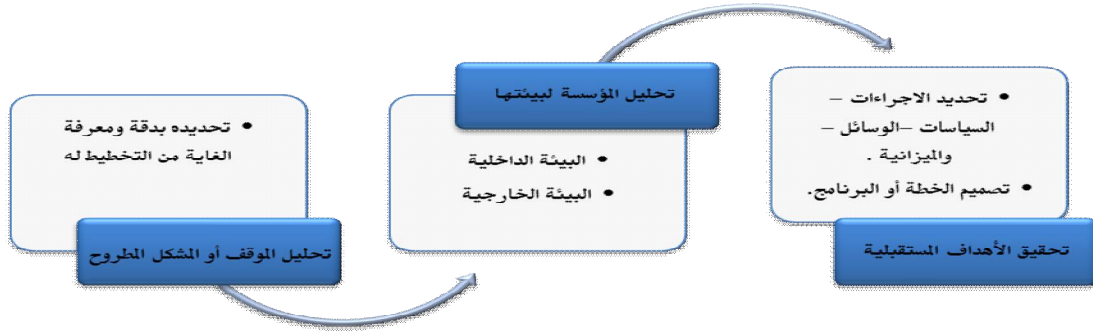 • تحديده بدقة ومعرفة
الغاية من التخطيط له
تحليل الموقف أو المشكل المطروح
تحليل المؤسسة لبيئتها
• البيئة الداخلية
• البيئة الخارجية
• تحديد الاجراءات –
السياسات –الوسائل –
والميزانية .
• تصميم الخطة أو البرنامج.
تحقيق الأهداف المستقبلية